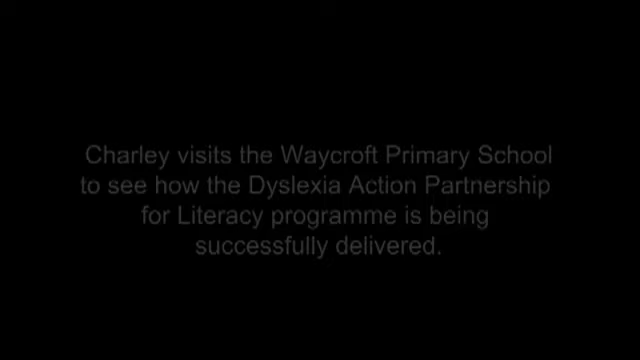 Charley visits the Waycroft Primary School
to see how the Dyslexia Action Partnership
for Literacy programme is being
successfully delivered.